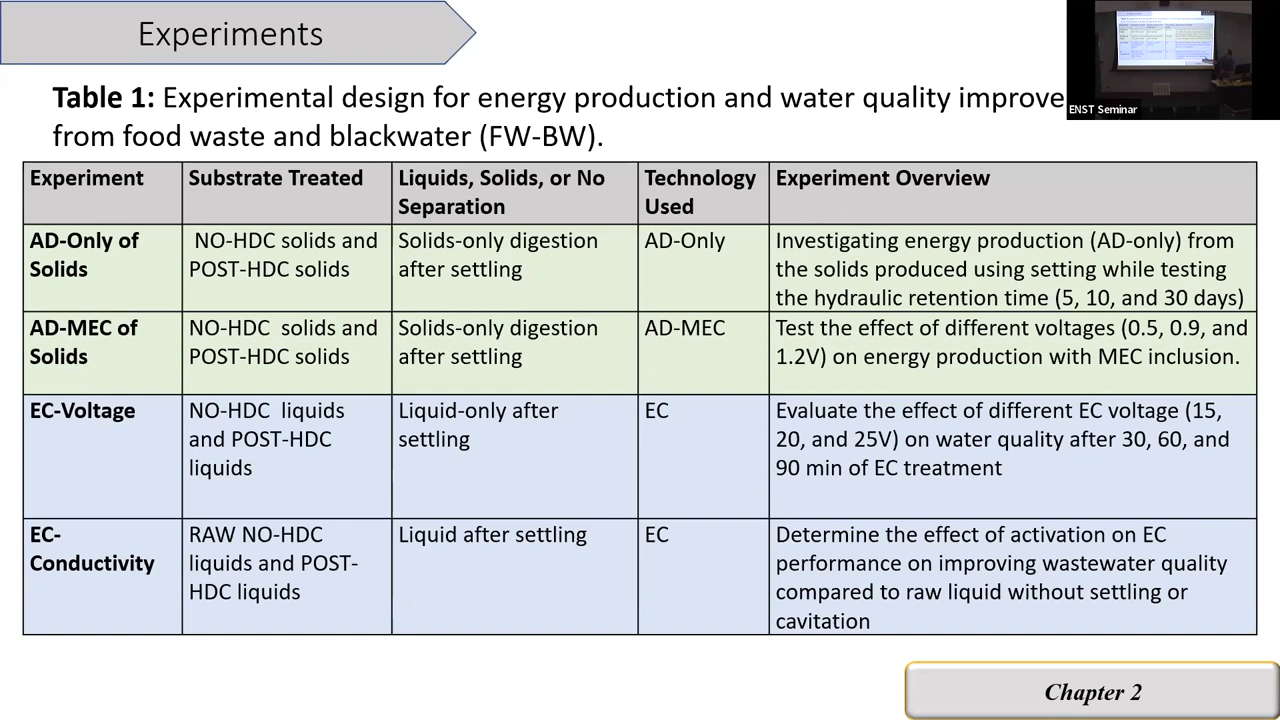 Experiments
ENST Seminar
Table 1: Experimental design for energy production and water quality improve
from food waste and blackwater (FW-BW).
Experiment
Substrate Treated
Liquids, Solids, or No
Separation
Technology
Used
Experiment Overview
AD-Only of
Solids
NO-HDC solids and
POST-HDC solids
Solids-only digestion
after settling
AD-Only
Investigating energy production (AD-only) from
the solids produced using setting while testing
the hydraulic retention time (5, 10, and 30 days)
AD-MEC of
Solids
NO-HDC solids and
POST-HDC solids
Solids-only digestion
after settling
AD-MEC
Test the effect of different voltages (0.5, 0.9, and
1.2V) on energy production with MEC inclusion.
EC-Voltage
NO-HDC liquids
and POST-HDC
liquids
Liquid-only after
settling
EC
Evaluate the effect of different EC voltage (15,
20, and 25V) on water quality after 30, 60, and
90 min of EC treatment
EC-
Conductivity
RAW NO-HDC
liquids and POST-
HDC liquids
Liquid after settling
EC
Determine the effect of activation on EC
performance on improving wastewater quality
compared to raw liquid without settling or
cavitation
Chapter 2